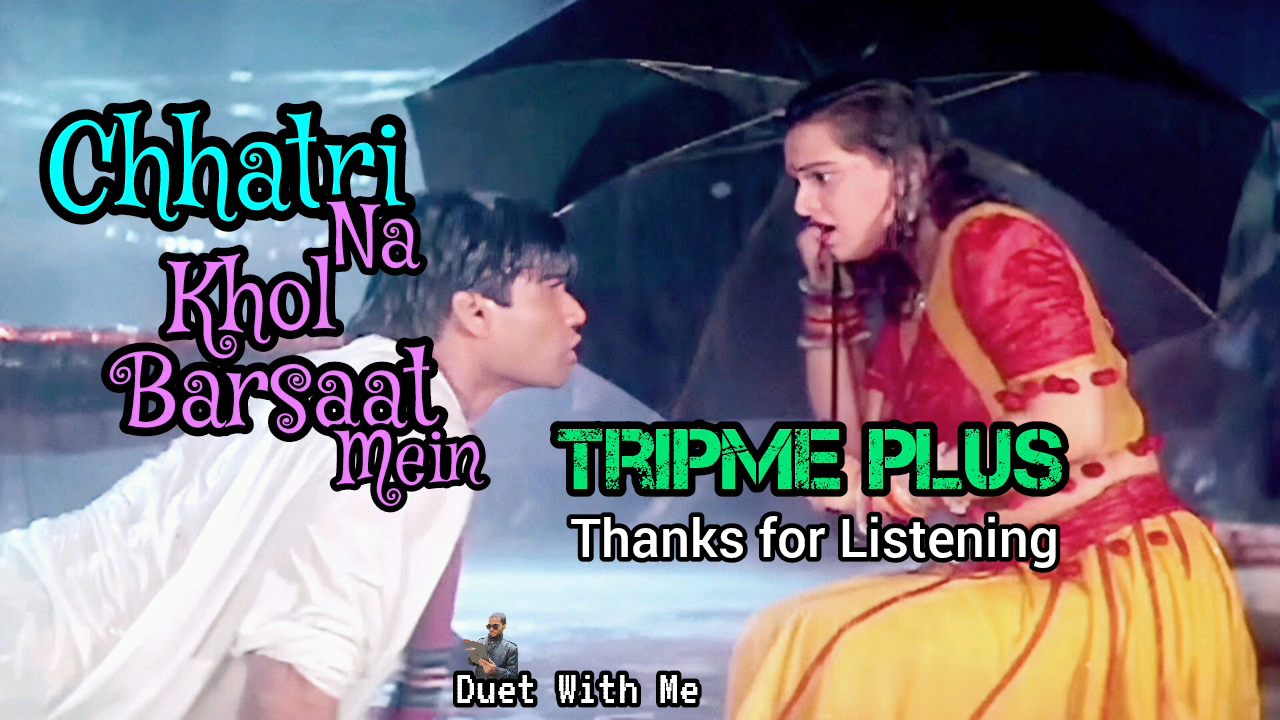 Chhatri
Na
Khol
Barsaat
Mein
TRIPME PLUS
Thanks for Listening
Duet With Me